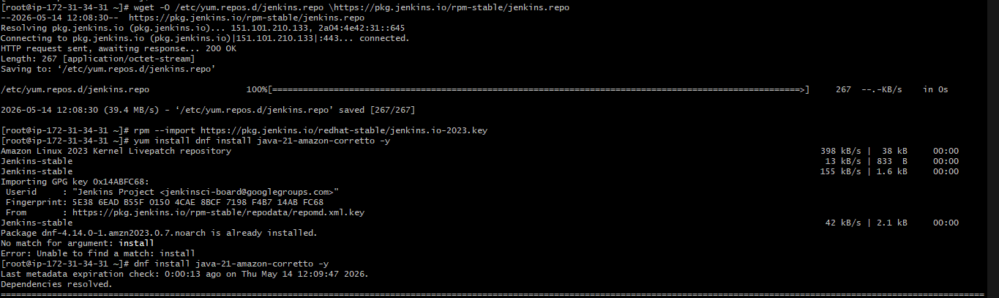 [root@ip-172-31-34-31 ~]# wget -O /etc/yum.repos.d/jenkins.repo \https://pkg.jenkins.io/rpm-stable/jenkins.repo
--2026-05-14 12:08:30-- https://pkg.jenkins.io/rpm-stable/jenkins.repo
Resolving pkg.jenkins.io (pkg.jenkins.io)... 151.101.210.133, 2a04:4e42:31::645
Connecting to pkg.jenkins.io (pkg.jenkins.io)|151.101.210.133|:443... connected.
HTTP request sent, awaiting response... 200 OK
Length: 267 [application/octet-stream]
Saving to: ‘/etc/yum.repos.d/jenkins.repo’
/etc/yum.repos.d/jenkins.repo 100%[=======================================================================================================>] 267 --.-KB/s in 0s
2026-05-14 12:08:30 (39.4 MB/s) - ‘/etc/yum.repos.d/jenkins.repo’ saved [267/267]
[root@ip-172-31-34-31 ~]# rpm --import https://pkg.jenkins.io/redhat-stable/jenkins.io-2023.key
[root@ip-172-31-34-31 ~]# yum install dnf install java-21-amazon-corretto -y
Amazon Linux 2023 Kernel Livepatch repository 398 kB/s | 38 kB 00:00
Jenkins-stable 13 kB/s | 833 B 00:00
Jenkins-stable 155 kB/s | 1.6 kB 00:00
Importing GPG key 0x14ABFC68:
Userid : "Jenkins Project <jenkinsci-board@googlegroups.com>"
Fingerprint: 5E38 6EAD B55F 0150 4CAE 8BCF 7198 F4B7 14AB FC68
From : https://pkg.jenkins.io/rpm-stable/repodata/repomd.xml.key
Jenkins-stable 42 kB/s | 2.1 kB 00:00
Package dnf-4.14.0-1.amzn2023.0.7.noarch is already installed.
No match for argument: install
Error: Unable to find a match: install
[root@ip-172-31-34-31 ~]# dnf install java-21-amazon-corretto -y
Last metadata expiration check: 0:00:13 ago on Thu May 14 12:09:47 2026.
Dependencies resolved.